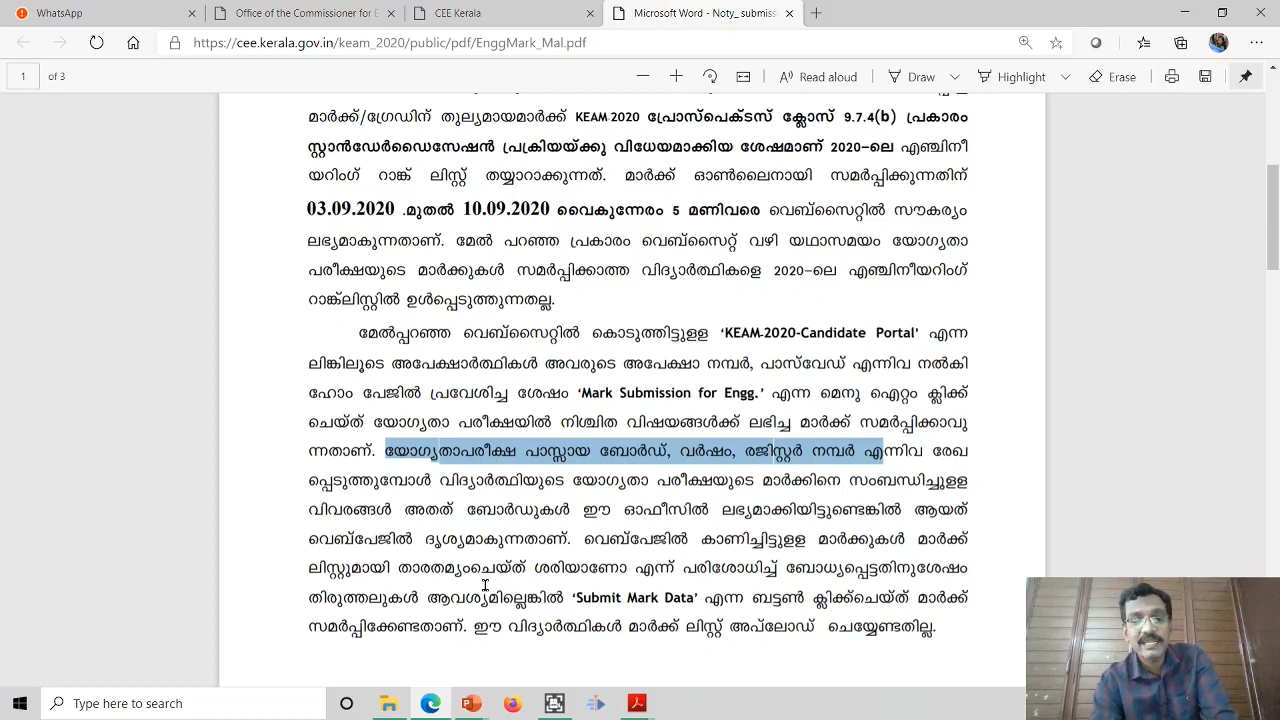 WhatsApp
Office of the Commissioner for E
CEE Kerala
Microsoft Word - Noty_ submissi
https://cee.kerala.gov.in/keam_2020/public/pdf/EnggMark_Mal.pdf
1 of 3
Read aloud
Draw
Highlight
Erase
മാർക്ക്/ഗ്രേഡിന് തുല്യമായമാർക്ക് KEAM-2020 പ്രോസ്പെക്ടസ് ക്ലോസ് 9.7.4(b) പ്രകാരം
സ്റ്റാൻഡേർഡൈസേഷൻ പ്രക്രിയയ്ക്കു വിധേയമാക്കിയ ശേഷമാണ് 2020-ലെ എഞ്ചിനീ
യറിംഗ് റാങ്ക് ലിസ്റ്റ് തയ്യാറാക്കുന്നത്. മാർക്ക് ഓൺലൈനായി സമർപ്പിക്കുന്നതിന്
03.09.2020 .മുതൽ 10.09.2020 വൈകുന്നേരം 5 മണിവരെ വെബ്സൈറ്റിൽ സൗകര്യം
ലഭ്യമാകുന്നതാണ്. മേൽ പറഞ്ഞ പ്രകാരം വെബ്സൈറ്റ് വഴി യഥാസമയം യോഗ്യതാ
പരീക്ഷയുടെ മാർക്കുകൾ സമർപ്പിക്കാത്ത വിദ്യാർത്ഥികളെ 2020-ലെ എഞ്ചിനീയറിംഗ്
റാങ്ക്ലിസ്റ്റിൽ ഉൾപ്പെടുത്തുന്നതല്ല.
മേൽപ്പറഞ്ഞ വെബ്സൈറ്റിൽ കൊടുത്തിട്ടുളള ‘KEAM-2020-Candidate Portal’ എന്ന
ലിങ്കിലൂടെ അപേക്ഷാർത്ഥികൾ അവരുടെ അപേക്ഷാ നമ്പർ, പാസ്‌വേഡ് എന്നിവ നൽകി
ഹോം പേജിൽ പ്രവേശിച്ച ശേഷം ‘Mark Submission for Engg.’ എന്ന മെനു ഐറ്റം ക്ലിക്ക്
ചെയ്ത് യോഗ്യതാ പരീക്ഷയിൽ നിശ്ചിത വിഷയങ്ങൾക്ക് ലഭിച്ച മാർക്ക് സമർപ്പിക്കാവു
ന്നതാണ്. യോഗ്യതാപരീക്ഷ പാസ്സായ ബോർഡ്, വർഷം, രജിസ്റ്റർ നമ്പർ എന്നിവ രേഖ
പ്പെടുത്തുമ്പോൾ വിദ്യാർത്ഥിയുടെ യോഗ്യതാ പരീക്ഷയുടെ മാർക്കിനെ സംബന്ധിച്ചുളള
വിവരങ്ങൾ അതത് ബോർഡുകൾ ഈ ഓഫീസിൽ ലഭ്യമാക്കിയിട്ടുണ്ടെങ്കിൽ ആയത്
വെബ്പേജിൽ ദൃശ്യമാകുന്നതാണ്. വെബ്പേജിൽ കാണിച്ചിട്ടുളള മാർക്കുകൾ മാർക്ക്
ലിസ്റ്റുമായി താരതമ്യംചെയ്ത് ശരിയാണോ എന്ന് പരിശോധിച്ച് ബോധ്യപ്പെട്ടതിനുശേഷം
തിരുത്തലുകൾ ആവശ്യമില്ലെങ്കിൽ ‘Submit Mark Data’ എന്ന ബട്ടൺ ക്ലിക്ക്ചെയ്ത് മാർക്ക്
സമർപ്പിക്കേണ്ടതാണ്. ഈ വിദ്യാർത്ഥികൾ മാർക്ക് ലിസ്റ്റ് അപ്‌ലോഡ് ചെയ്യേണ്ടതില്ല.
Type here to search